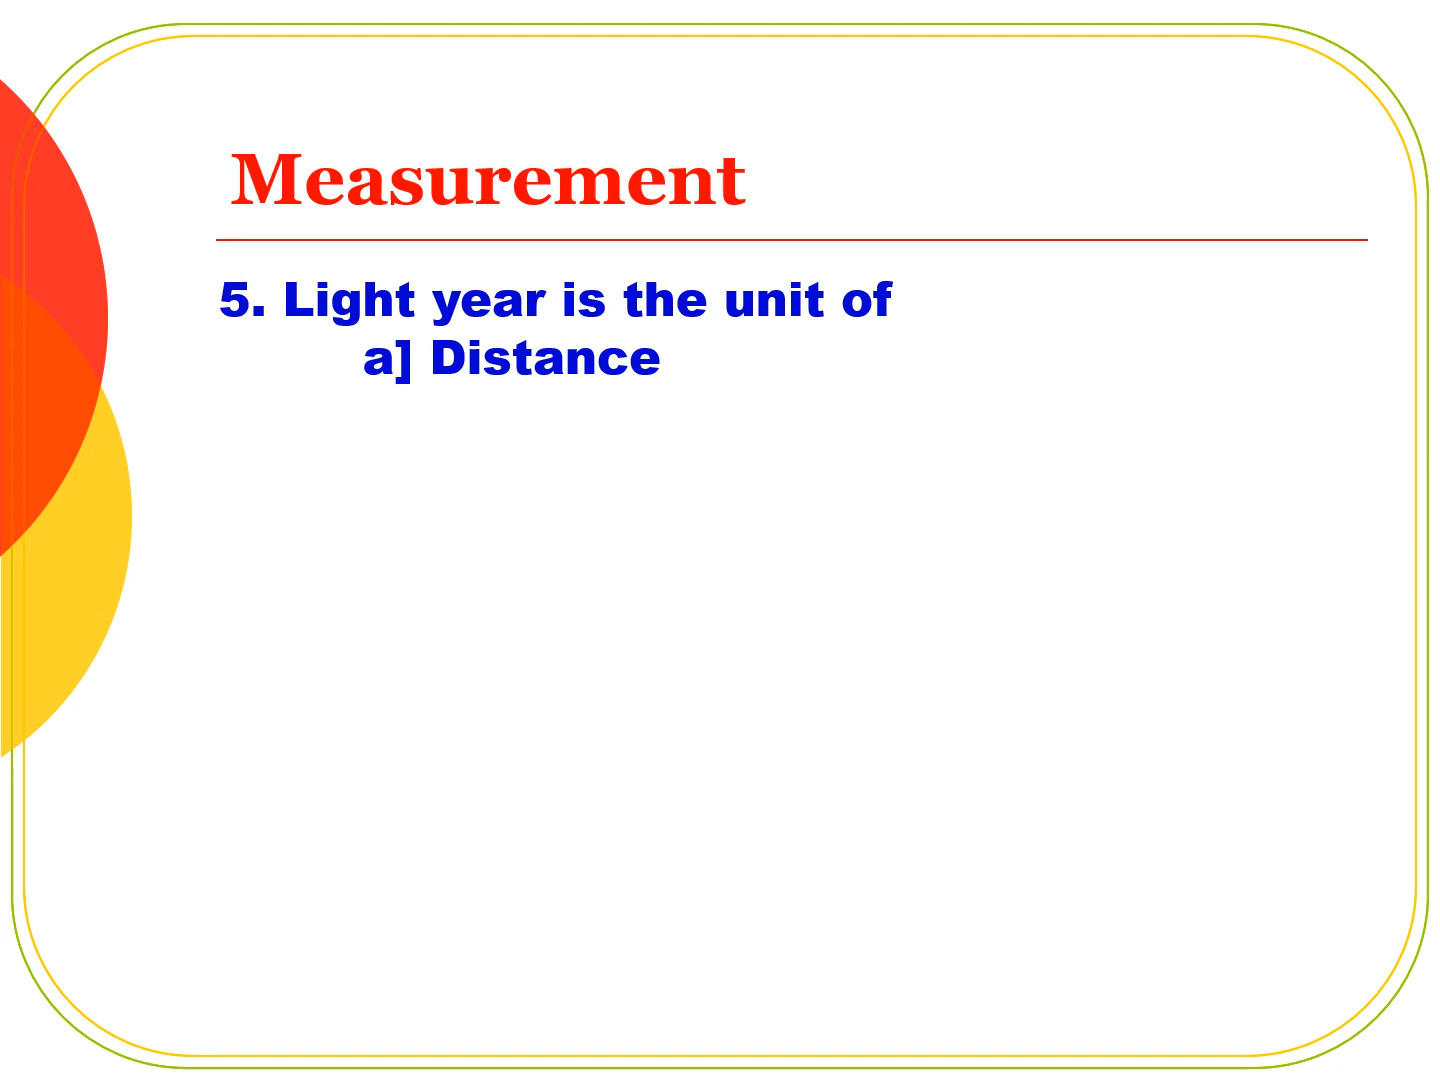 Measurement
5. Light year is the unit of
a] Distance